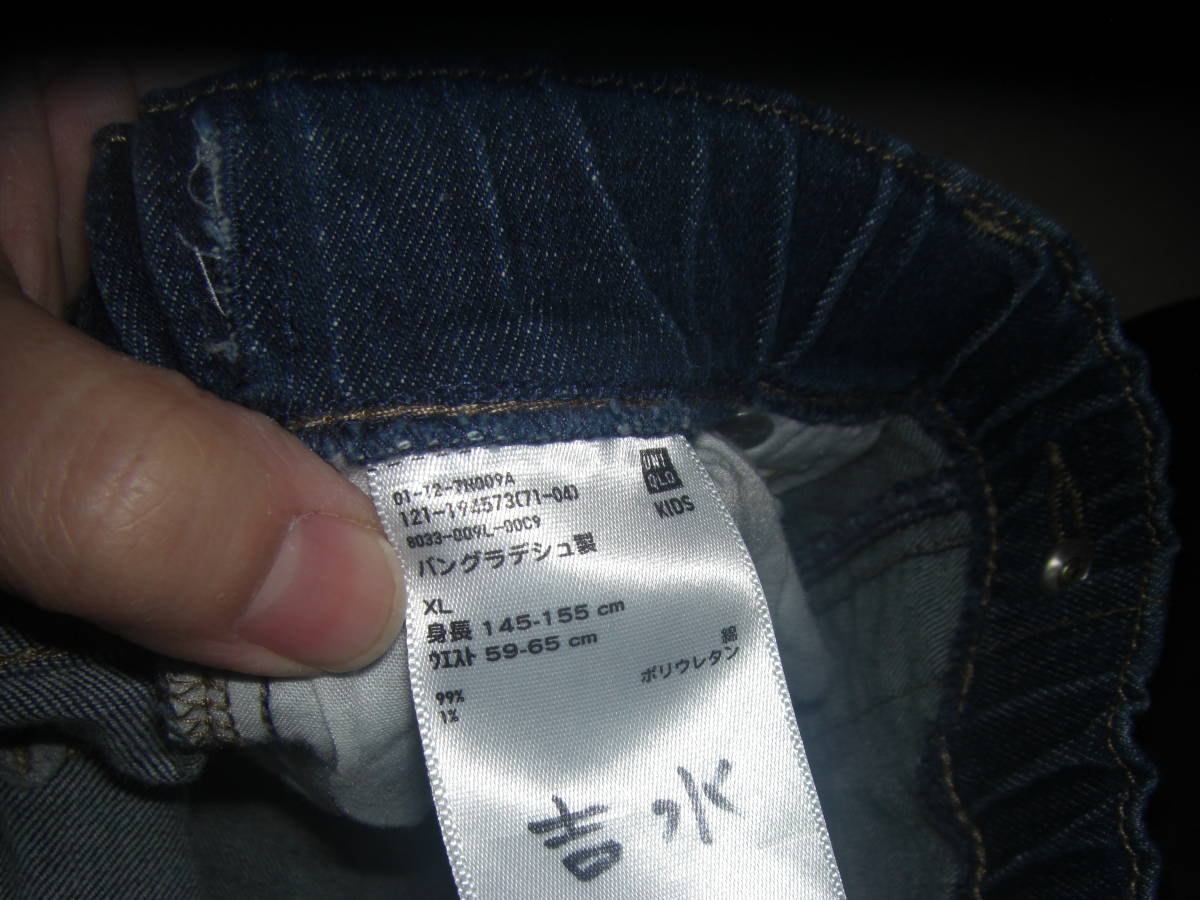 01-12-7N009A
121-194573(71-04)
8033-009L-00C9
バングラデシュ製
UNI
QLO
KIDS
XL
身長 145-155 cm
ウエスト 59-65 cm
99% 綿
1% ポリウレタン
吉